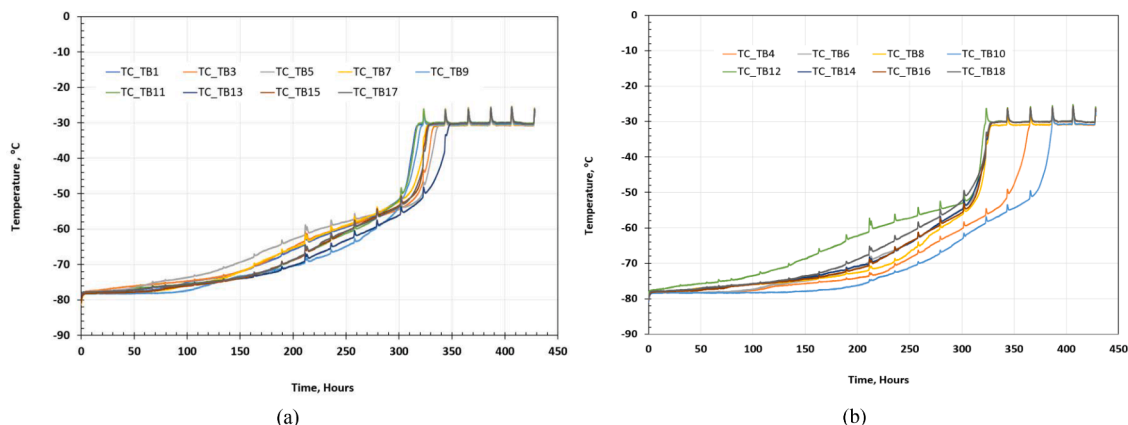 0
-10
-20
TC_TB1 TC_TB3 TC_TB5 TC_TB7 TC_TB9
TC_TB11 TC_TB13 TC_TB15 TC_TB17
-30
-40
-50
-60
-70
-80
-90
Temperature , °C
0 50 100 150 200 250 300 350 400 450
Time, Hours
(a)
0
-10
TC_TB4 TC_TB6 TC_TB8 TC_TB10
TC_TB12 TC_TB14 TC_TB16 TC_TB18
-20
-30
-40
-50
-60
-70
-80
-90
Temperature, °C
0 50 100 150 200 250 300 350 400 450
Time, Hours
(b)